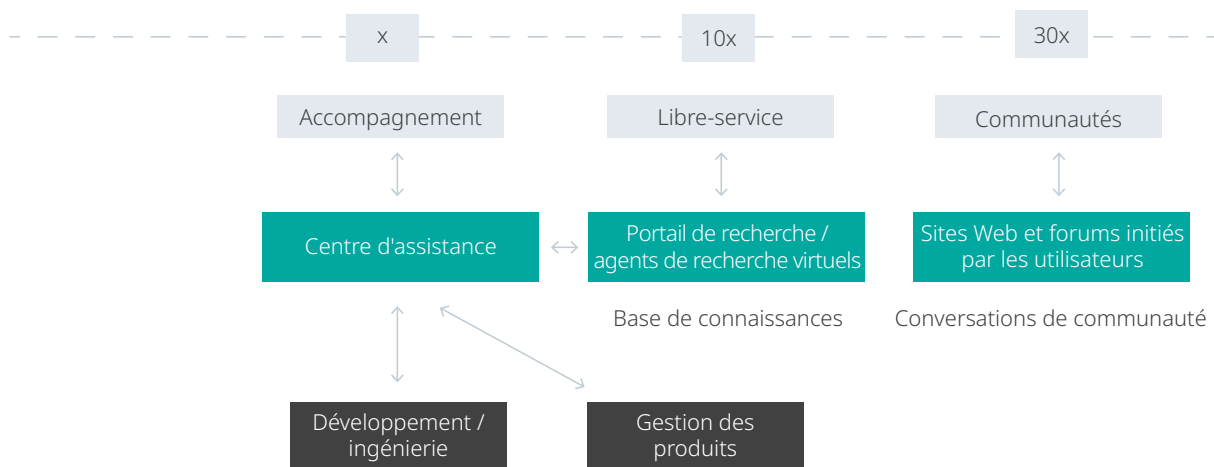 x
10x
30x
Accompagnement
Libre-service
Communautés
Centre d'assistance
Portail de recherche /
agents de recherche virtuels
Sites Web et forums initiés
par les utilisateurs
Base de connaissances
Conversations de communauté
Développement /
ingénierie
Gestion des
produits